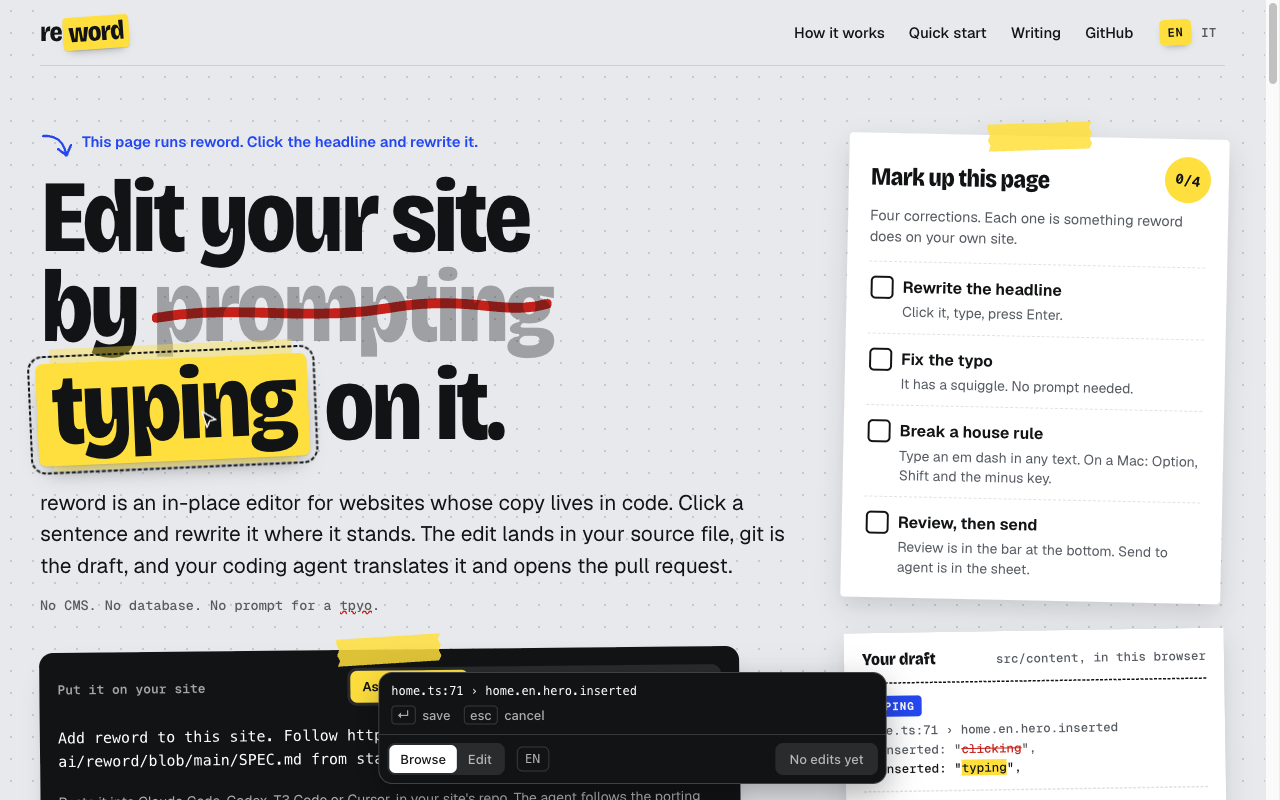 reword
How it works
Quick start
Writing
GitHub
EN
IT
This page runs reword. Click the headline and rewrite it.
Edit your site
by prompting
typing on it.
reword is an in-place editor for websites whose copy lives in code. Click a
sentence and rewrite it where it stands. The edit lands in your source file, git is
the draft, and your coding agent translates it and opens the pull request.
No CMS. No database. No prompt for a tpyo.
Mark up this page
0/4
Four corrections. Each one is something reword
does on your own site.
Rewrite the headline
Click it, type, press Enter.
Fix the typo
It has a squiggle. No prompt needed.
Break a house rule
Type an em dash in any text. On a Mac: Option,
Shift and the minus key.
Review, then send
Review is in the bar at the bottom. Send to
agent is in the sheet.
Put it on your site
As
Add reword to this site. Follow http
ai/reword/blob/main/SPEC.md from sta
Your draft
src/content, in this browser
PING
e.ts:71 › home.en.hero.inserted
nserted: "clicking",
nserted: "typing",
home.ts:71 › home.en.hero.inserted
↵ save esc cancel
Browse
Edit
EN
No edits yet